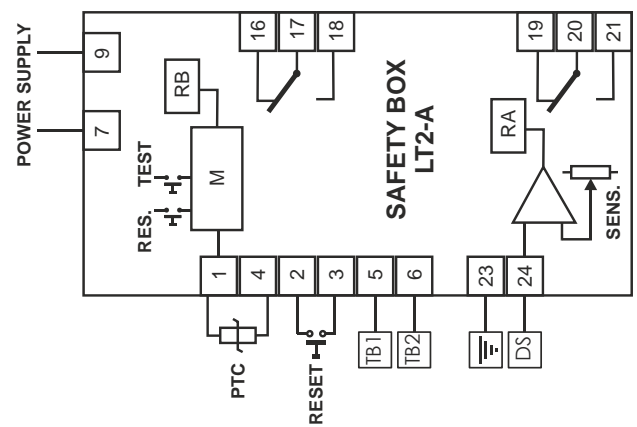 POWER SUPPLY
7
9
TEST
RES.
RB
M
16
17
18
19
20
21
SAFETY BOX
LT2-A
RA
SENS.
1
4
2
3
5
6
23
24
PTC
RESET
TB1
TB2
DS